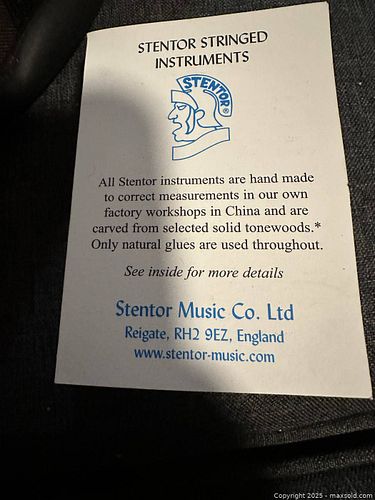 STENTOR STRINGED
INSTRUMENTS
STENTOR®
All Stentor instruments are hand made
to correct measurements in our own
factory workshops in China and are
carved from selected solid tonewoods.*
Only natural glues are used throughout.
See inside for more details
Stentor Music Co. Ltd
Reigate, RH2 9EZ, England
www.stentor-music.com
Copyright 2025 - maxsold.com